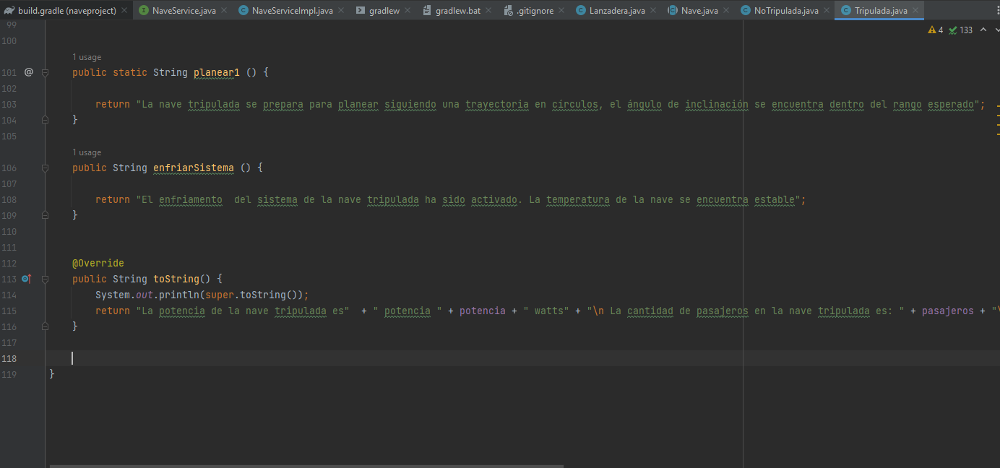 build.gradle (naveproject) NaveService.java NaveServiceImpl.java gradlew gradlew.bat .gitignore Lanzadera.java Nave.java NoTripulada.java Tripulada.java
99
4 133
100
1 usage
101 @ public static String planear1 () {
102
103 return "La nave tripulada se prepara para planear siguiendo una trayectoria en círculos, el ángulo de inclinación se encuentra dentro del rango esperado";
104 }
105
1 usage
106 public String enfriarSistema () {
107
108 return "El enfriamento  del sistema de la nave tripulada ha sido activado. La temperatura de la nave se encuentra estable";
109 }
110
111
112 @Override
113 public String toString() {
114 System.out.println(super.toString());
115 return "La potencia de la nave tripulada es"  + " potencia " + potencia + " watts" + "\n La cantidad de pasajeros en la nave tripulada es: " + pasajeros + "\
116 }
117
118
119 }